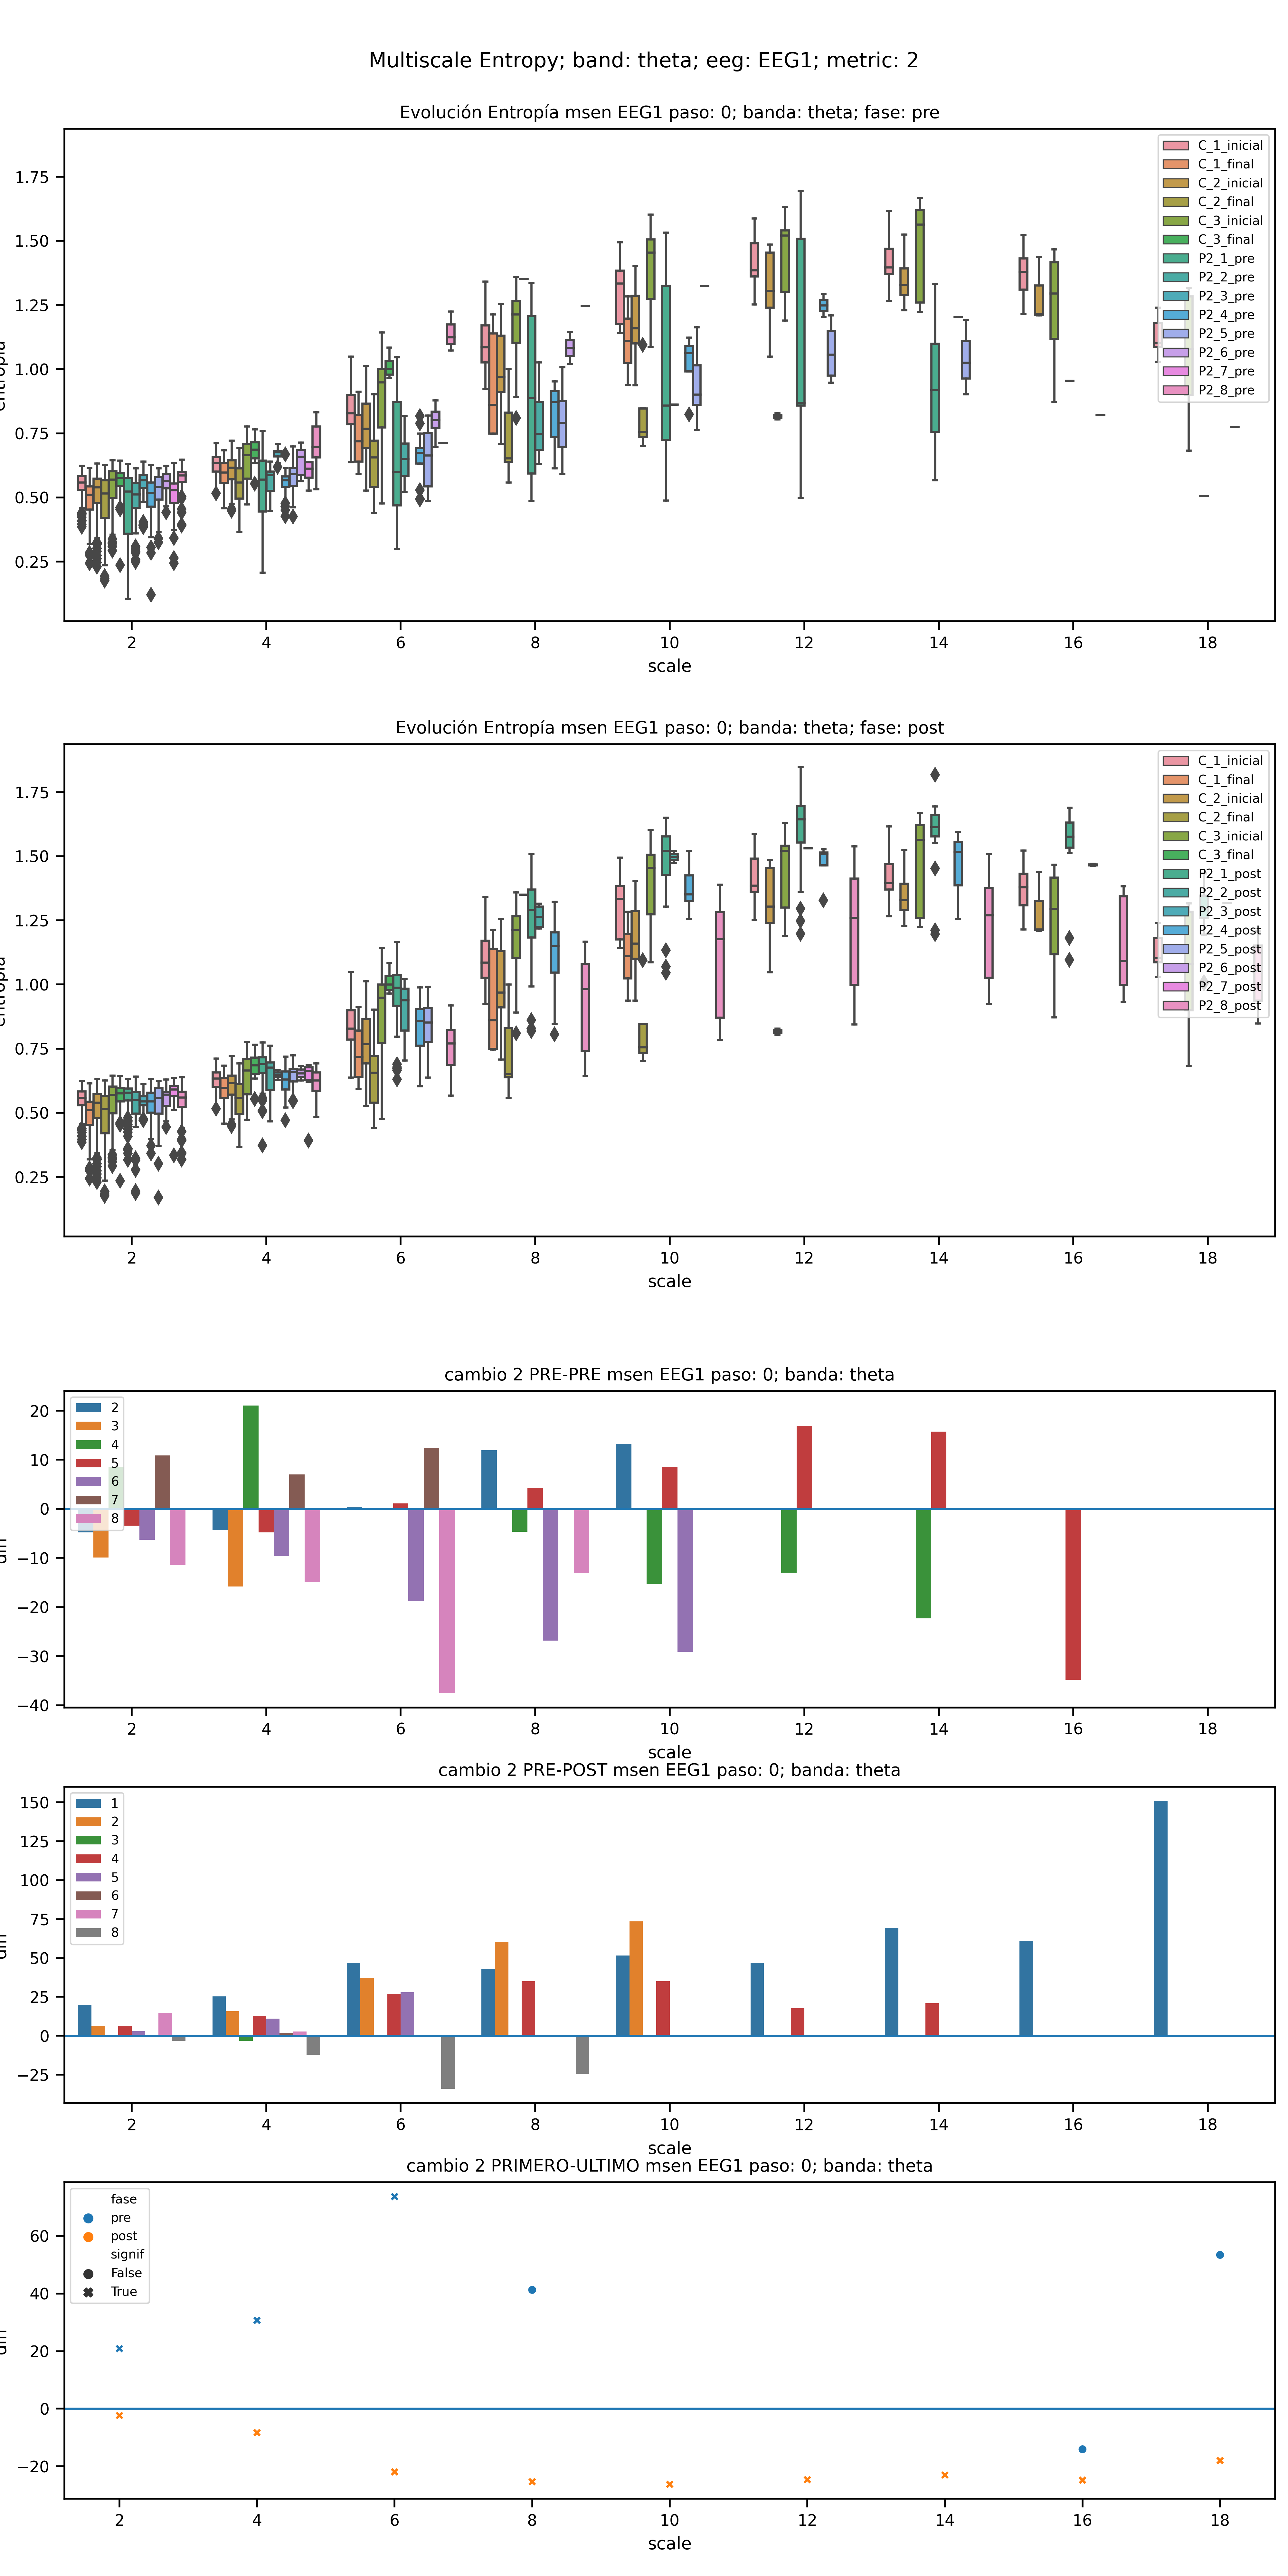 Multiscale Entropy; band: theta; eeg: EEG1; metric: 2
Evolución Entropía msen EEG1 paso: 0; banda: theta; fase: pre
1.75
1.50
1.25
1.00
0.75
0.50
0.25
C_1_inicial
C_1_final
C_2_inicial
C_2_final
C_3_inicial
C_3_final
P2_1_pre
P2_2_pre
P2_3_pre
P2_4_pre
P2_5_pre
P2_6_pre
P2_7_pre
P2_8_pre
2 4 6 8 10 12 14 16 18
scale
Evolución Entropía msen EEG1 paso: 0; banda: theta; fase: post
1.75
1.50
1.25
1.00
0.75
0.50
0.25
C_1_inicial
C_1_final
C_2_inicial
C_2_final
C_3_inicial
C_3_final
P2_1_post
P2_2_post
P2_3_post
P2_4_post
P2_5_post
P2_6_post
P2_7_post
P2_8_post
2 4 6 8 10 12 14 16 18
scale
cambio 2 PRE-PRE msen EEG1 paso: 0; banda: theta
20
10
0
−10
−20
−30
−40
2
3
4
5
6
7
8
2 4 6 8 10 12 14 16 18
scale
cambio 2 PRE-POST msen EEG1 paso: 0; banda: theta
150
125
100
75
50
25
0
−25
1
2
3
4
5
6
7
8
2 4 6 8 10 12 14 16 18
scale
cambio 2 PRIMERO-ULTIMO msen EEG1 paso: 0; banda: theta
60
40
20
0
−20
fase
pre
post
signif
False
True
2 4 6 8 10 12 14 16 18
scale